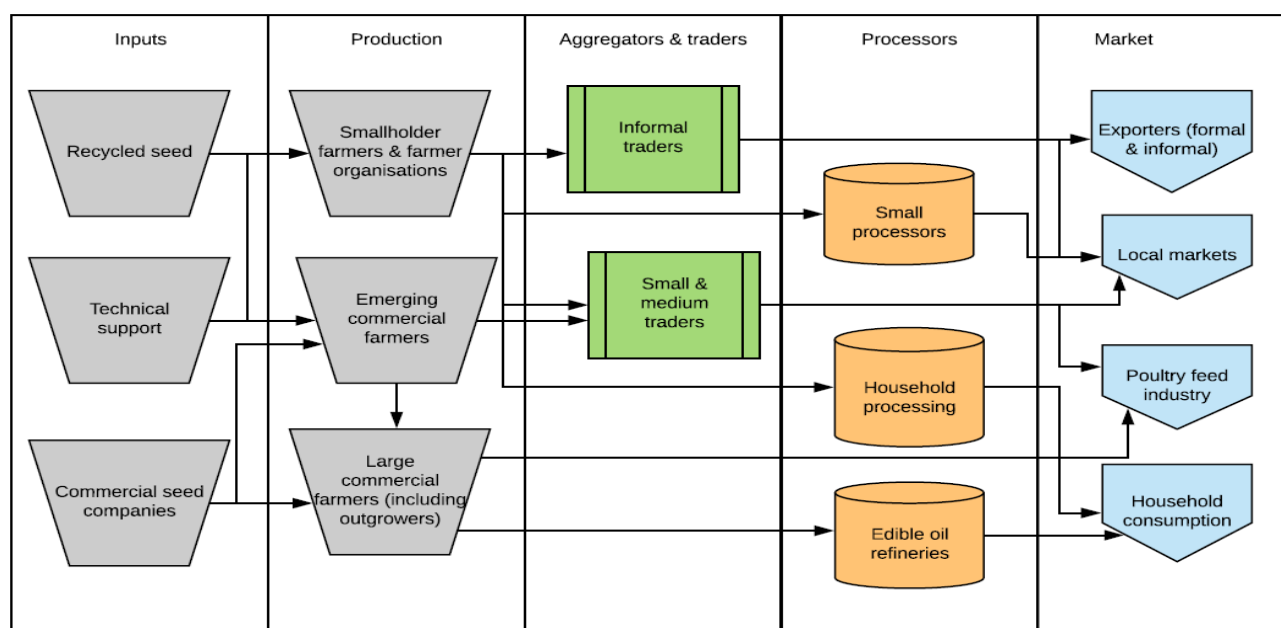 Inputs
Production
Aggregators & traders
Processors
Market
Recycled seed
Smallholder
farmers & farmer
organisations
Informal
traders
Exporters (formal
& informal)
Small
processors
Local markets
Technical
support
Emerging
commercial
farmers
Small &
medium
traders
Household
processing
Poultry feed
industry
Commercial seed
companies
Large
commercial
farmers (including
outgrowers)
Edible oil
refineries
Household
consumption